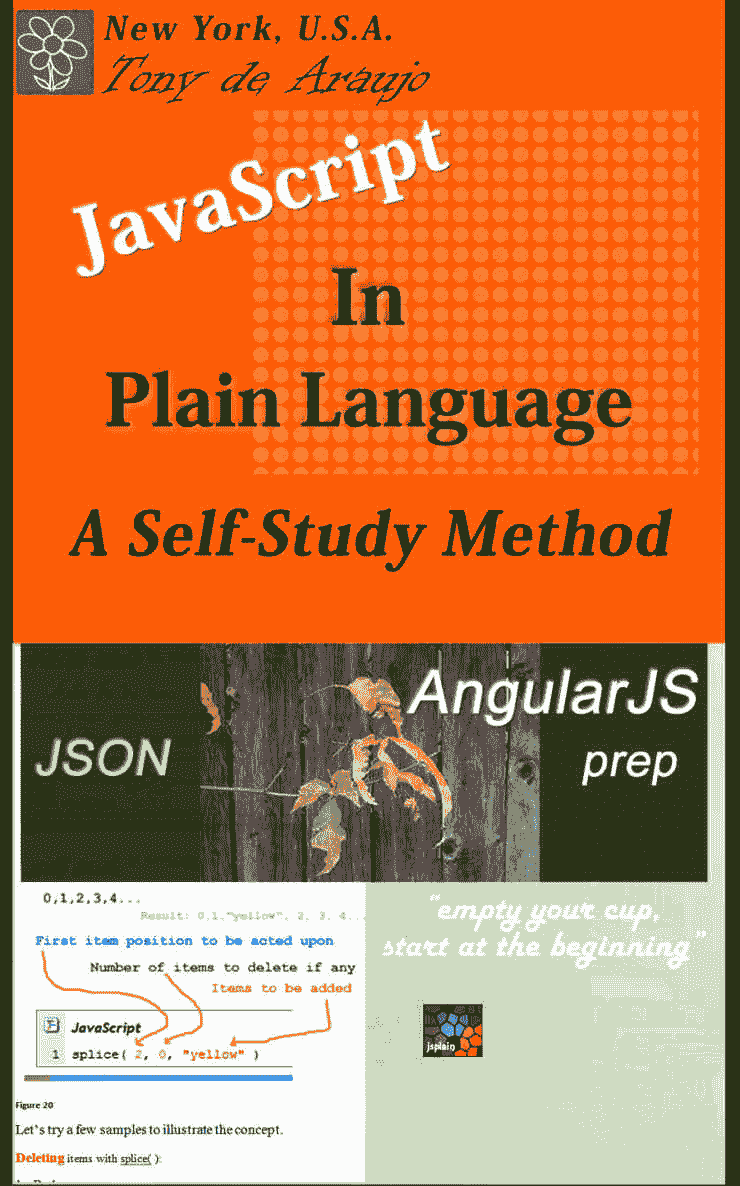 New York, U.S.A.
Tony de Araujo
JavaScript
In
Plain Language
A Self-Study Method
AngularJS
JSON
prep
0,1,2,3,4...
Result: 0,1,"yellow", 2, 3, 4...
First item position to be acted upon
Number of items to delete if any
Items to be added
JavaScript
1 splice( 2, 0, "yellow" )
Figure 20
Let's try a few samples to illustrate the concept.
Deleting items with splice( ):
"empty your cup,
start at the beginning"
jsplain